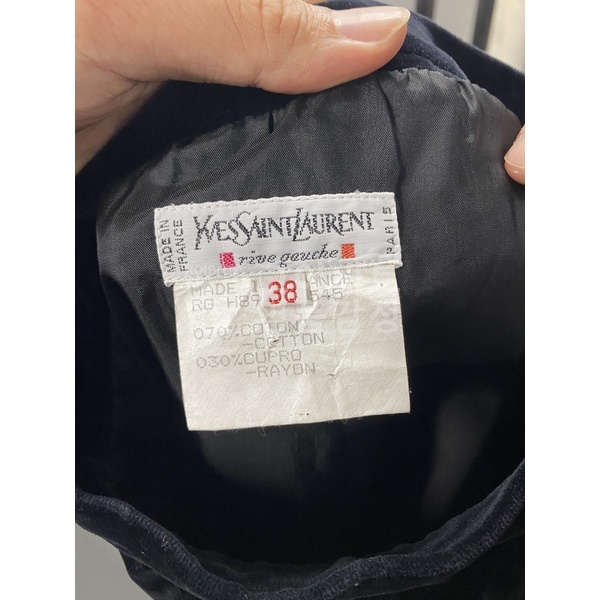 MADE IN FRANCE
YVES SAINT LAURENT
PARIS
rive gauche
MADE I 38 ANCE
RG H89 645
070%COTON
-COTTON
030%CUPRO
-RAYON